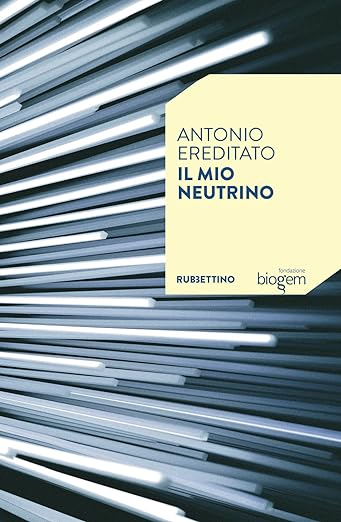 ANTONIO
EREDITATO
IL MIO
NEUTRINO
RUBBETTINO
fondazione
biogem